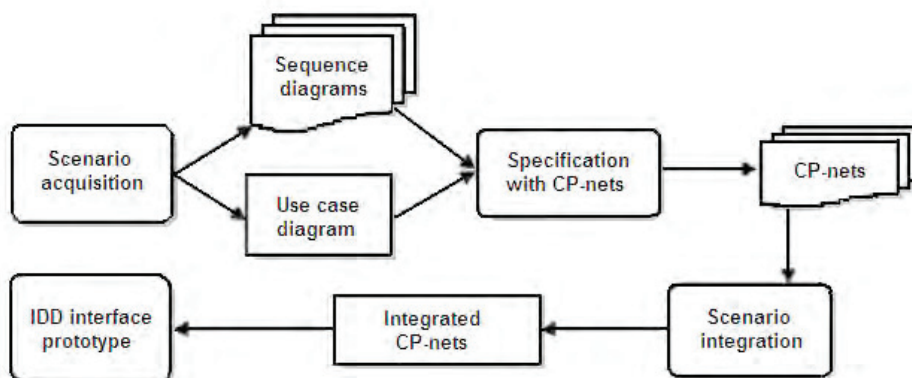 Sequence
diagrams
Scenario
acquisition
Use case
diagram
Specification
with CP-nets
CP-nets
Scenario
integration
Integrated
CP-nets
IDD interface
prototype